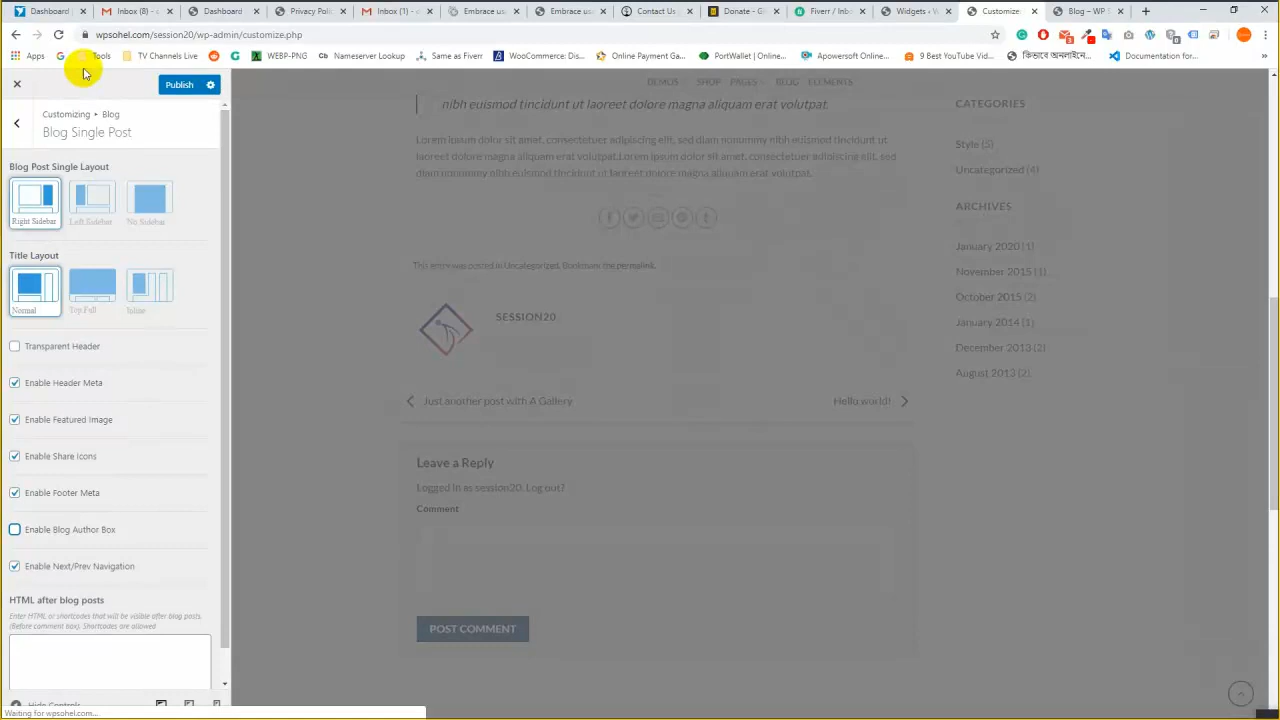 Dashboard
Inbox (8) -
Dashboard
Privacy Poli
Inbox (1) -
Embrace us
Embrace us
Contact Us
Donate - Gi
Fiverr / Inbo
Widgets ‹ W
Customize
Blog – WP S
wpsohel.com/session20/wp-admin/customize.php
Apps
Tools
TV Channels Live
WEBP-PNG
Nameserver Lookup
Same as Fiverr
WooCommerce: Dis...
Online Payment Ga...
PortWallet | Online...
Apowersoft Online...
9 Best YouTube Vi...
কিভাবে অনলাইনে...
Documentation for...
Publish
DEMOS
SHOP
PAGES
BLOG
ELEMENTS
Customizing ▸ Blog
Blog Single Post
nibh euismod tincidunt ut laoreet dolore magna aliquam erat volutpat.
CATEGORIES
Lorem ipsum dolor sit amet, consectetuer adipiscing elit, sed diam nonummy nibh euismod tincidunt ut
laoreet dolore magna aliquam erat volutpat.Lorem ipsum dolor sit amet, consectetuer adipiscing elit, sed
diam nonummy nibh euismod tincidunt ut laoreet dolore magna aliquam erat volutpat.
Style (5)
Uncategorized (4)
Blog Post Single Layout
Right Sidebar
Left Sidebar
No Sidebar
ARCHIVES
January 2020 (1)
November 2015 (1)
October 2015 (2)
January 2014 (1)
December 2013 (2)
August 2013 (2)
Title Layout
Normal
Top Full
Inline
This entry was posted in Uncategorized. Bookmark the permalink.
SESSION20
Transparent Header
Enable Header Meta
Enable Featured Image
Enable Share Icons
Enable Footer Meta
Enable Blog Author Box
Enable Next/Prev Navigation
Just another post with A Gallery
Hello world!
Leave a Reply
Logged in as session20. Log out?
Comment
POST COMMENT
HTML after blog posts
Enter HTML or shortcodes that will be visible after blog posts.
(Before comment box). Shortcodes are allowed
Hide Controls
Waiting for wpsohel.com...